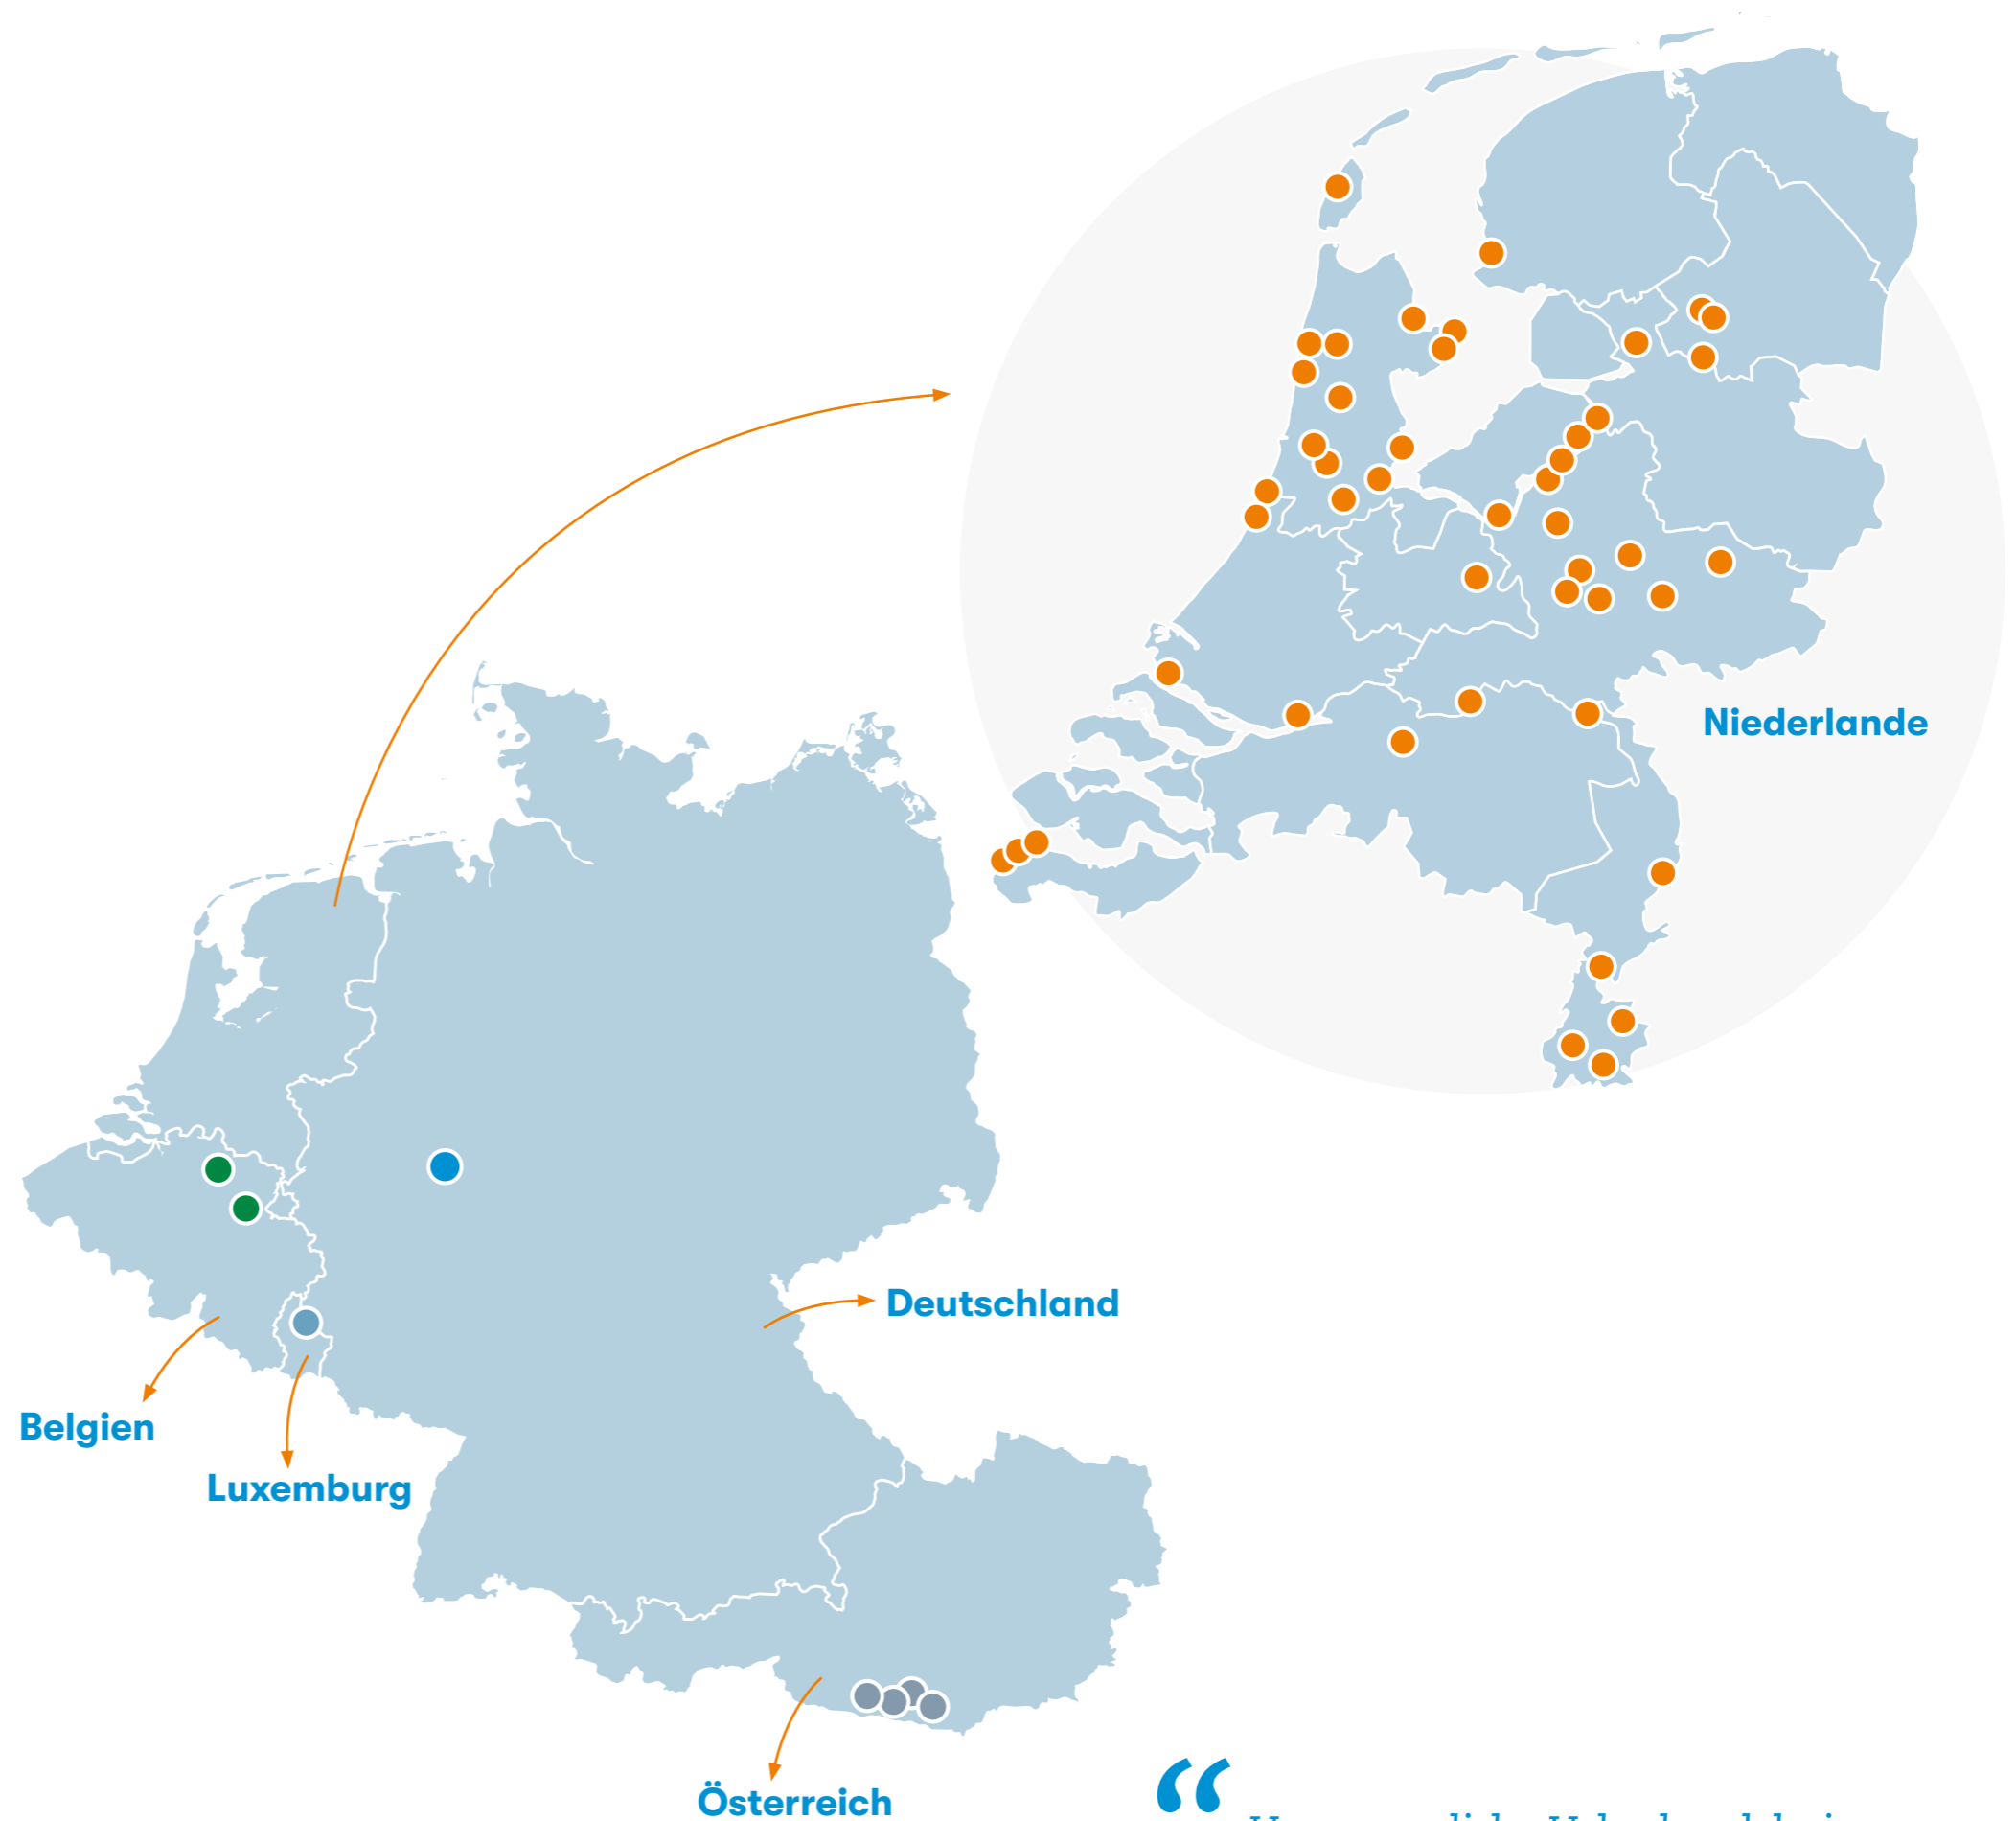 Niederlande
Deutschland
Belgien
Luxemburg
Österreich
“